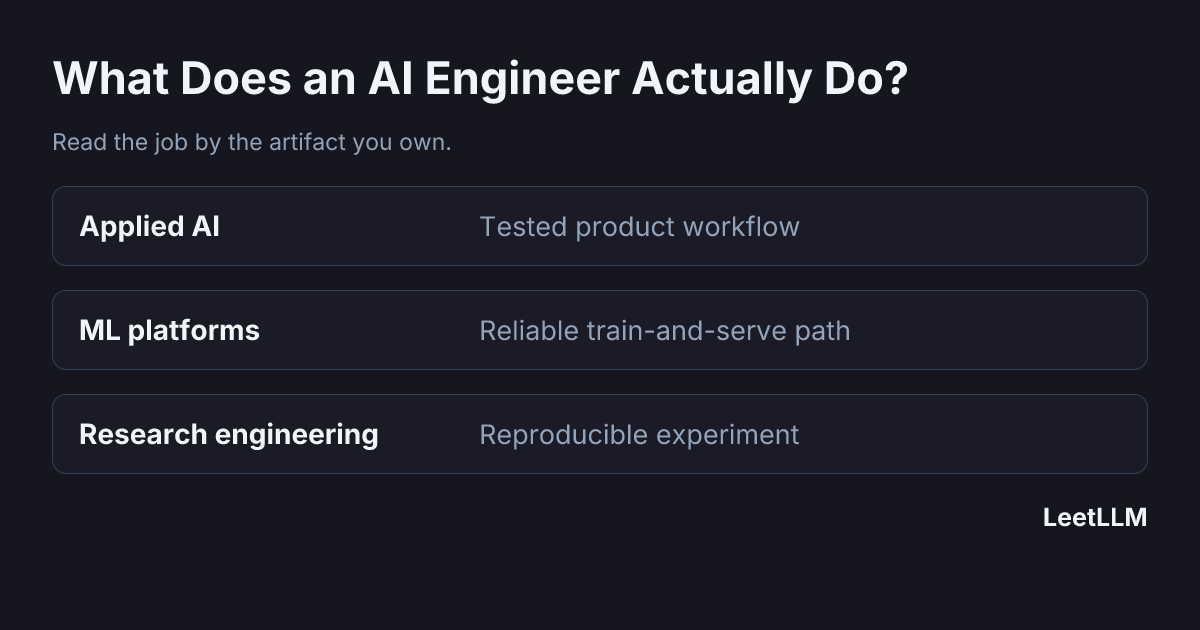 What Does an AI Engineer Actually Do?
Read the job by the artifact you own.
Applied AI Tested product workflow
ML platforms Reliable train-and-serve path
Research engineering Reproducible experiment
LeetLLM